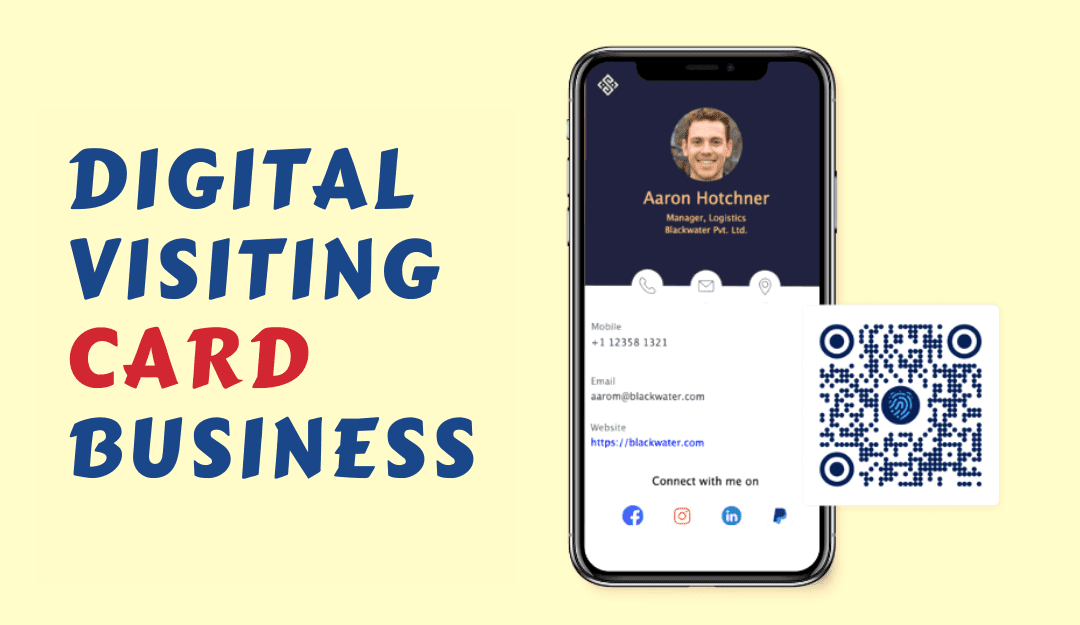 DIGITAL
VISITING
CARD
BUSINESS
Aaron Hotchner
Manager, Logistics
Blackwater Pvt. Ltd.
Mobile
+1 12358 1321
Email
aarom@blackwater.com
Website
https://blackwater.com
Connect with me on